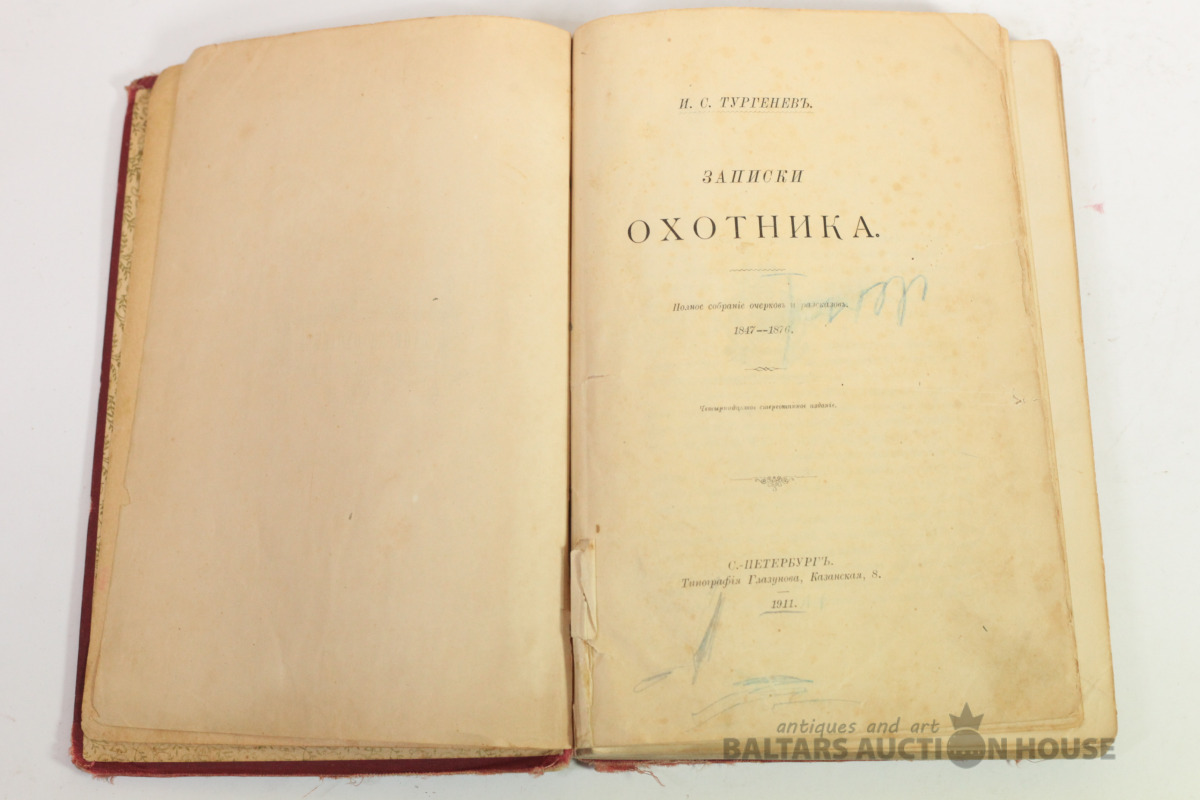 И. С. ТУРГЕНЕВЪ.
ЗАПИСКИ
ОХОТНИКА.
Полное собраніе очерковъ и разсказовъ.
1847—1876.
изданіе.
С.-ПЕТЕРБУРГЪ.
Типографія Глазунова, Казанская, 8.
1911.
antiques and art
BALTARS AUCTION HOUSE